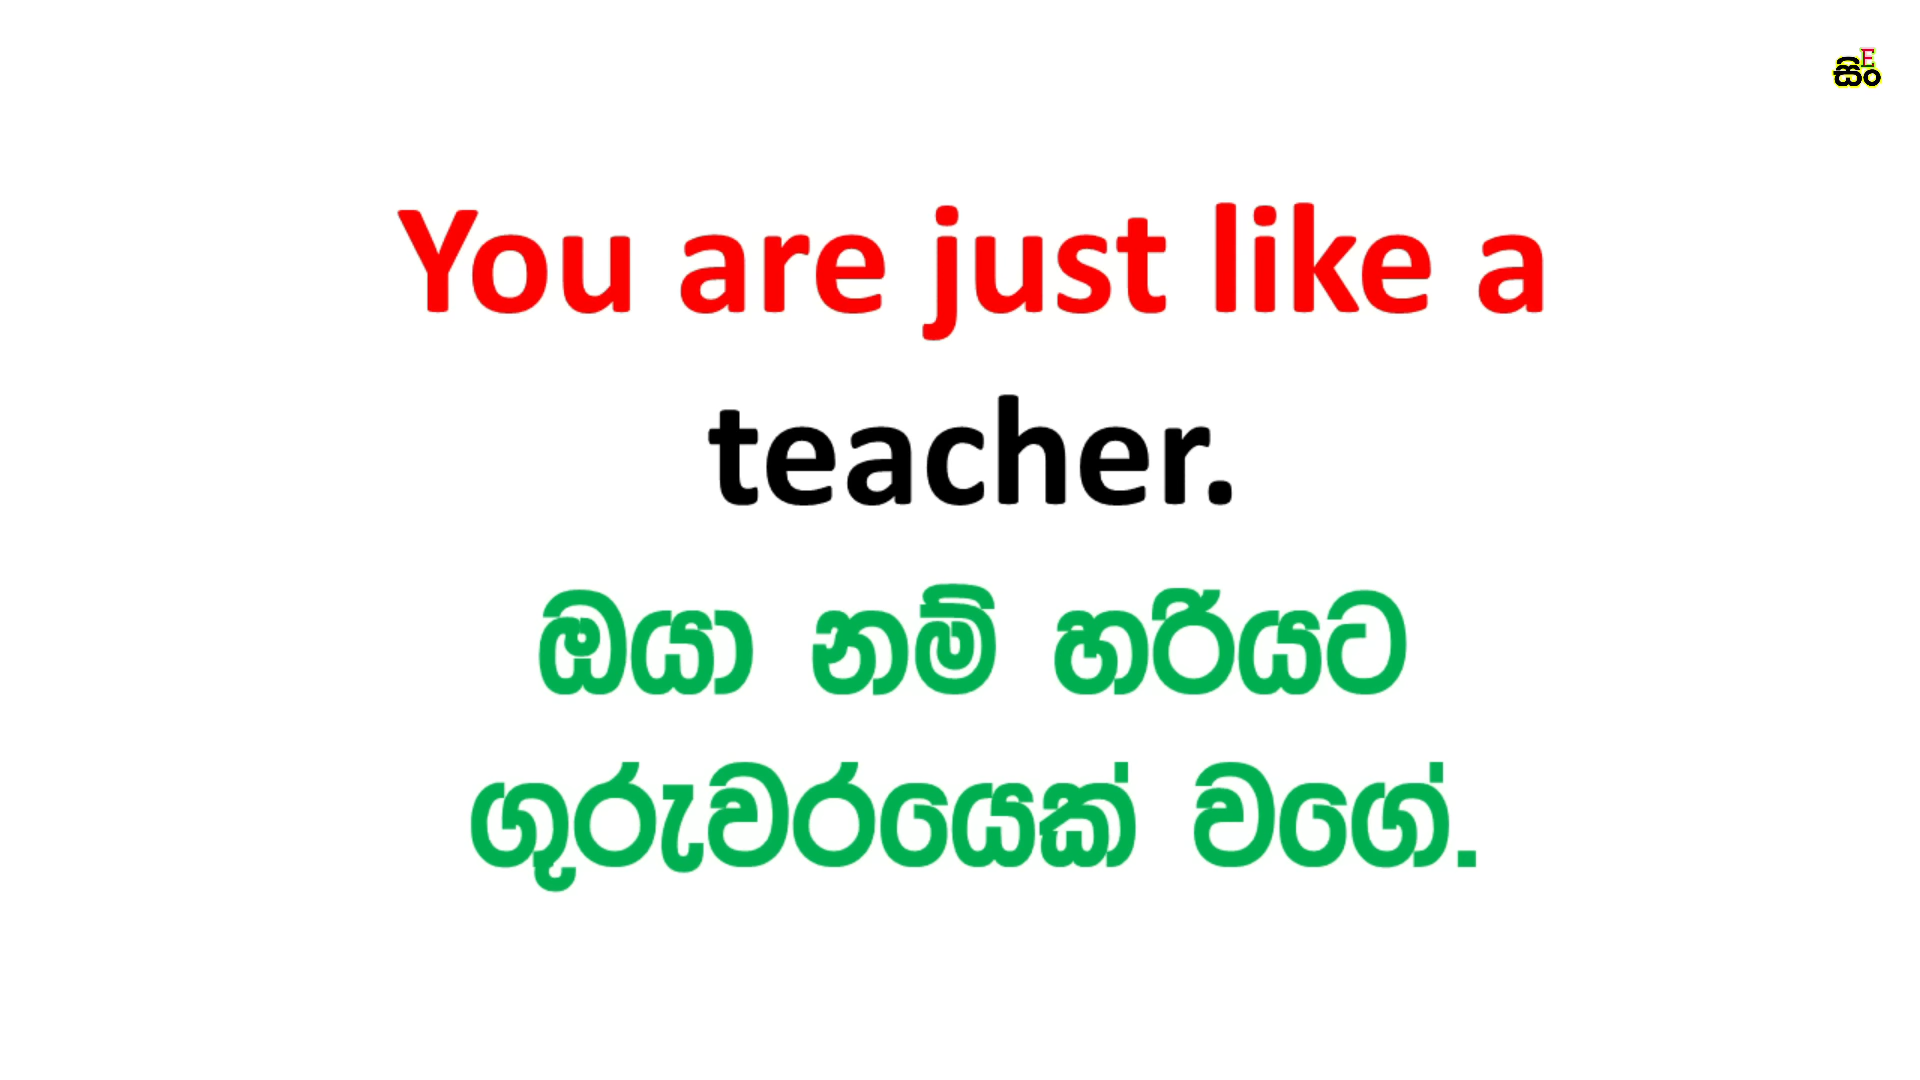 සිං E
You are just like a
teacher.
ඔයා නම් හරියට
ගුරුවරයෙක් වගේ.